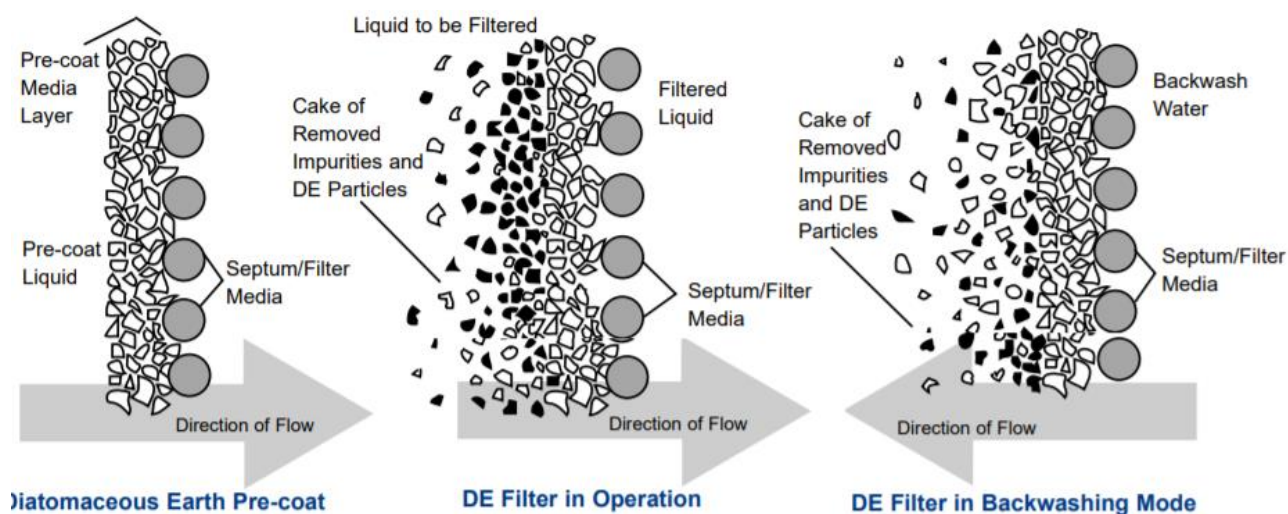 Pre-coat
Media
Layer
Pre-coat
Liquid
Septum/Filter
Media
Direction of Flow
Diatomaceous Earth Pre-coat
Liquid to be Filtered
Cake of
Removed
Impurities and
DE Particles
Filtered
Liquid
Septum/Filter
Media
Direction of Flow
DE Filter in Operation
Cake of
Removed
Impurities
and DE
Particles
Backwash
Water
Septum/Filter
Media
Direction of Flow
DE Filter in Backwashing Mode